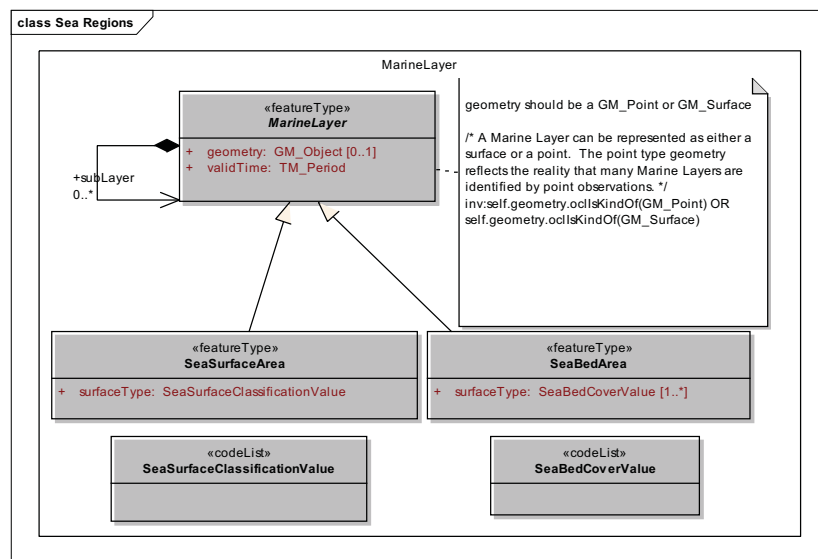 class Sea Regions
MarineLayer
«featureType»
MarineLayer
+ geometry: GM_Object [0..1]
+ validTime: TM_Period
+subLayer
0..*
geometry should be a GM_Point or GM_Surface
/* A Marine Layer can be represented as either a
surface or a point. The point type geometry
reflects the reality that many Marine Layers are
identified by point observations. */
inv:self.geometry.oclIsKindOf(GM_Point) OR
self.geometry.oclIsKindOf(GM_Surface)
«featureType»
SeaSurfaceArea
+ surfaceType: SeaSurfaceClassificationValue
«featureType»
SeaBedArea
+ surfaceType: SeaBedCoverValue [1..*]
«codeList»
SeaSurfaceClassificationValue
«codeList»
SeaBedCoverValue